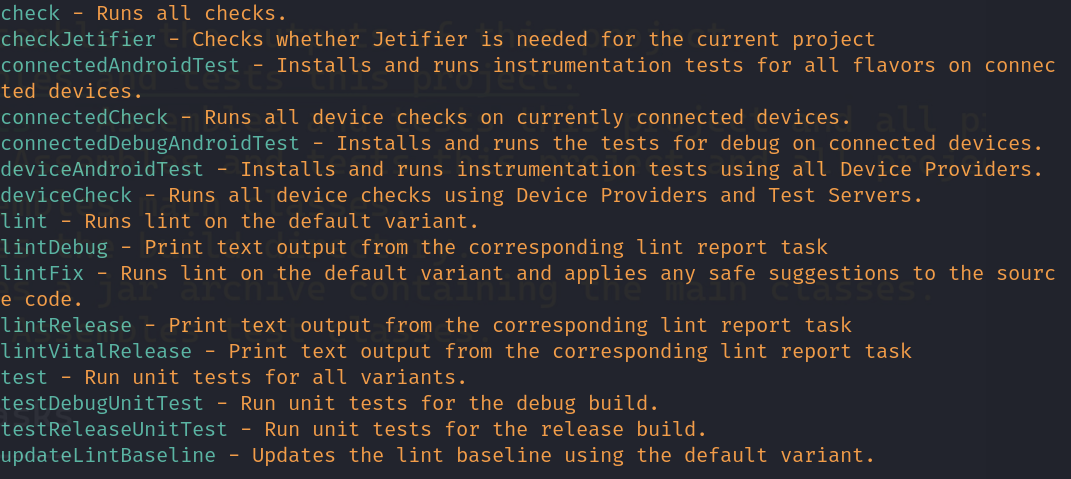 check - Runs all checks.
checkJetifier - Checks whether Jetifier is needed for the current project
connectedAndroidTest - Installs and runs instrumentation tests for all flavors on connec
ted devices.
connectedCheck - Runs all device checks on currently connected devices.
connectedDebugAndroidTest - Installs and runs the tests for debug on connected devices.
deviceAndroidTest - Installs and runs instrumentation tests using all Device Providers.
deviceCheck - Runs all device checks using Device Providers and Test Servers.
lint - Runs lint on the default variant.
lintDebug - Print text output from the corresponding lint report task
lintFix - Runs lint on the default variant and applies any safe suggestions to the sourc
e code.
lintRelease - Print text output from the corresponding lint report task
lintVitalRelease - Print text output from the corresponding lint report task
test - Run unit tests for all variants.
testDebugUnitTest - Run unit tests for the debug build.
testReleaseUnitTest - Run unit tests for the release build.
updateLintBaseline - Updates the lint baseline using the default variant.